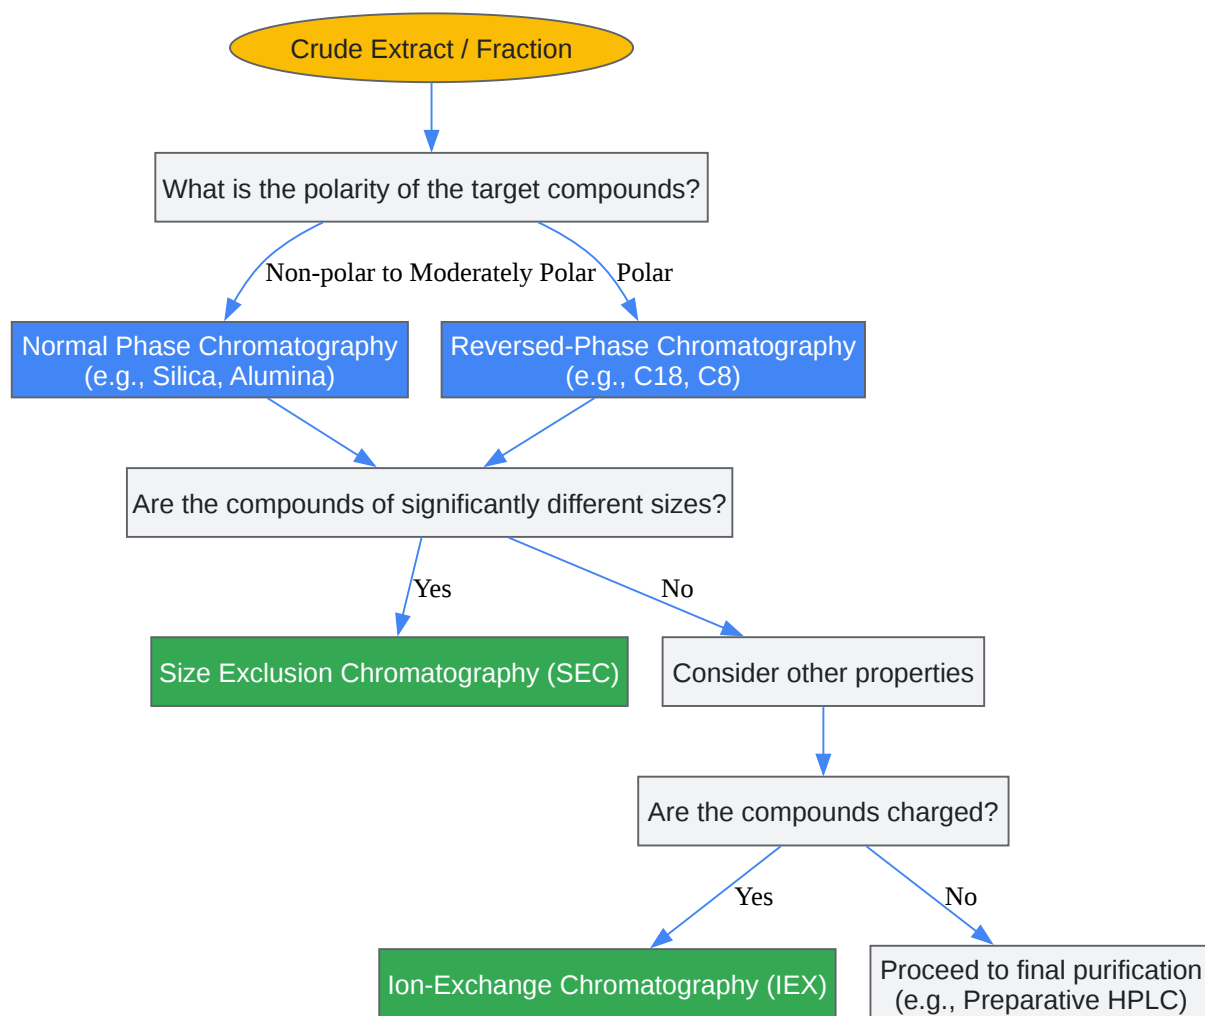 Crude Extract / Fraction
What is the polarity of the target compounds?
Non-polar to Moderately Polar
Polar
Normal Phase Chromatography
(e.g., Silica, Alumina)
Reversed-Phase Chromatography
(e.g., C18, C8)
Are the compounds of significantly different sizes?
Yes
No
Size Exclusion Chromatography (SEC)
Consider other properties
Are the compounds charged?
Yes
No
Ion-Exchange Chromatography (IEX)
Proceed to final purification
(e.g., Preparative HPLC)